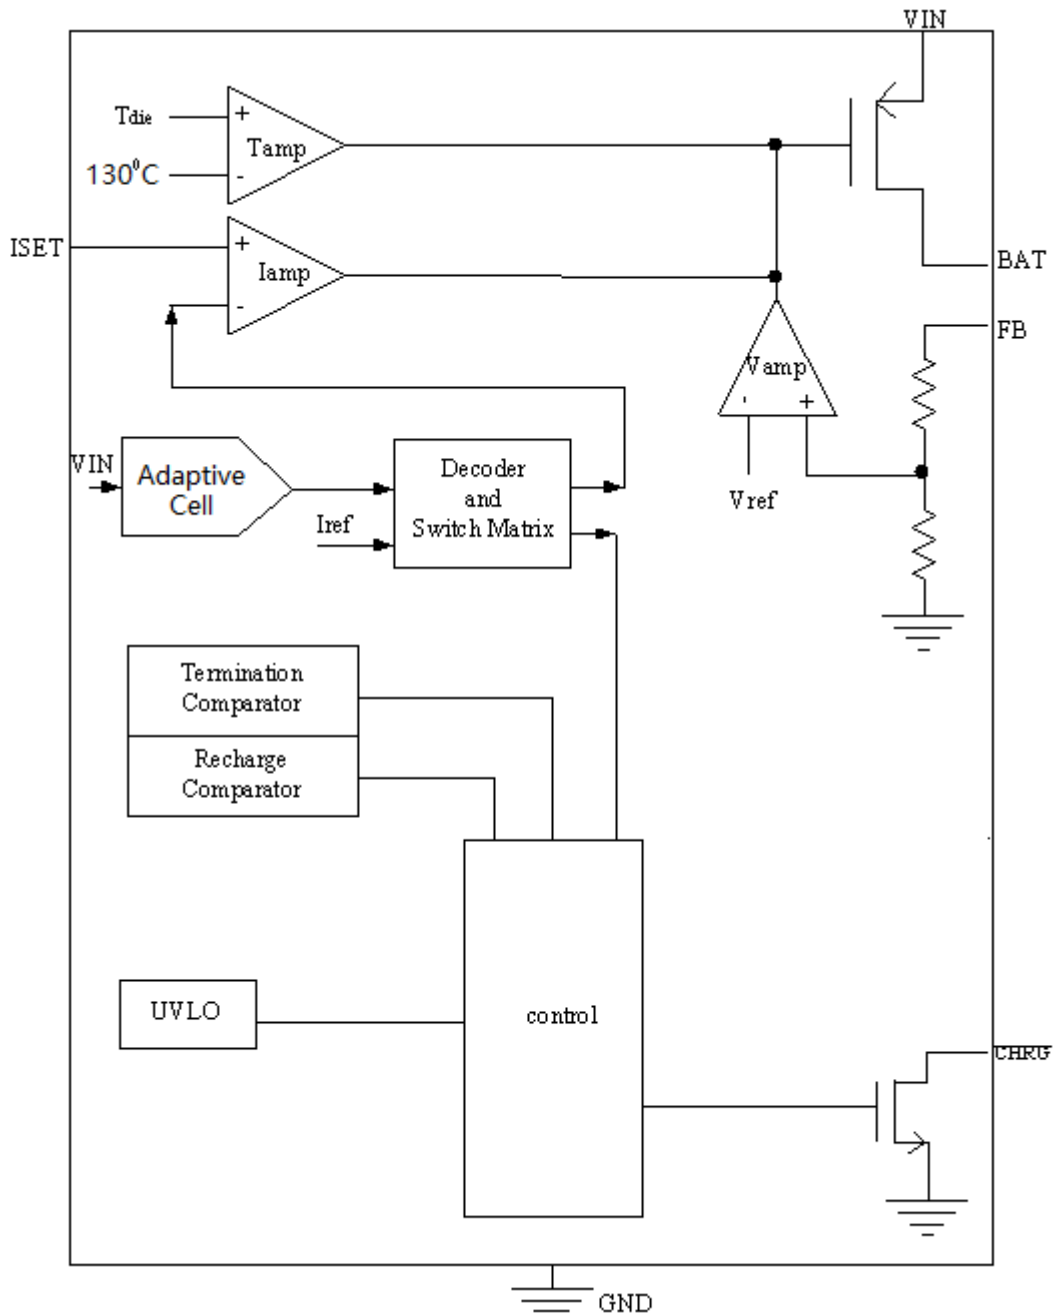 VIN
Tdie
+
Tamp
130⁰C
-
ISET
+
Iamp
-
BAT
FB
Vamp
- +
VIN
Adaptive
Cell
Decoder
and
Switch Matrix
Iref
Vref
Termination
Comparator
Recharge
Comparator
UVLO
control
CHRG
GND